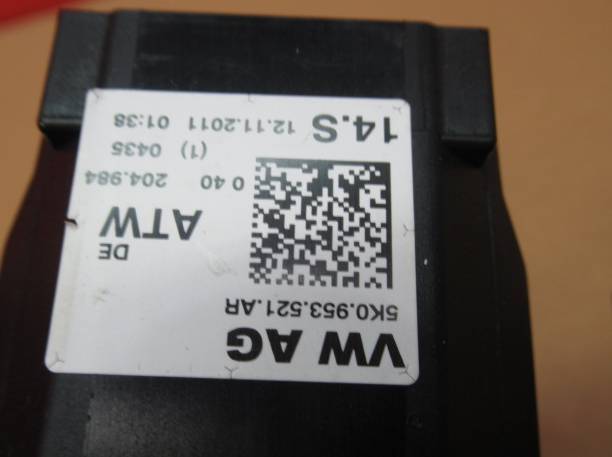 VW AG
5K0.953.521.AR
DE
ATW
0 40 204.984
(1) 0435
14.S 12.11.2011 01:38